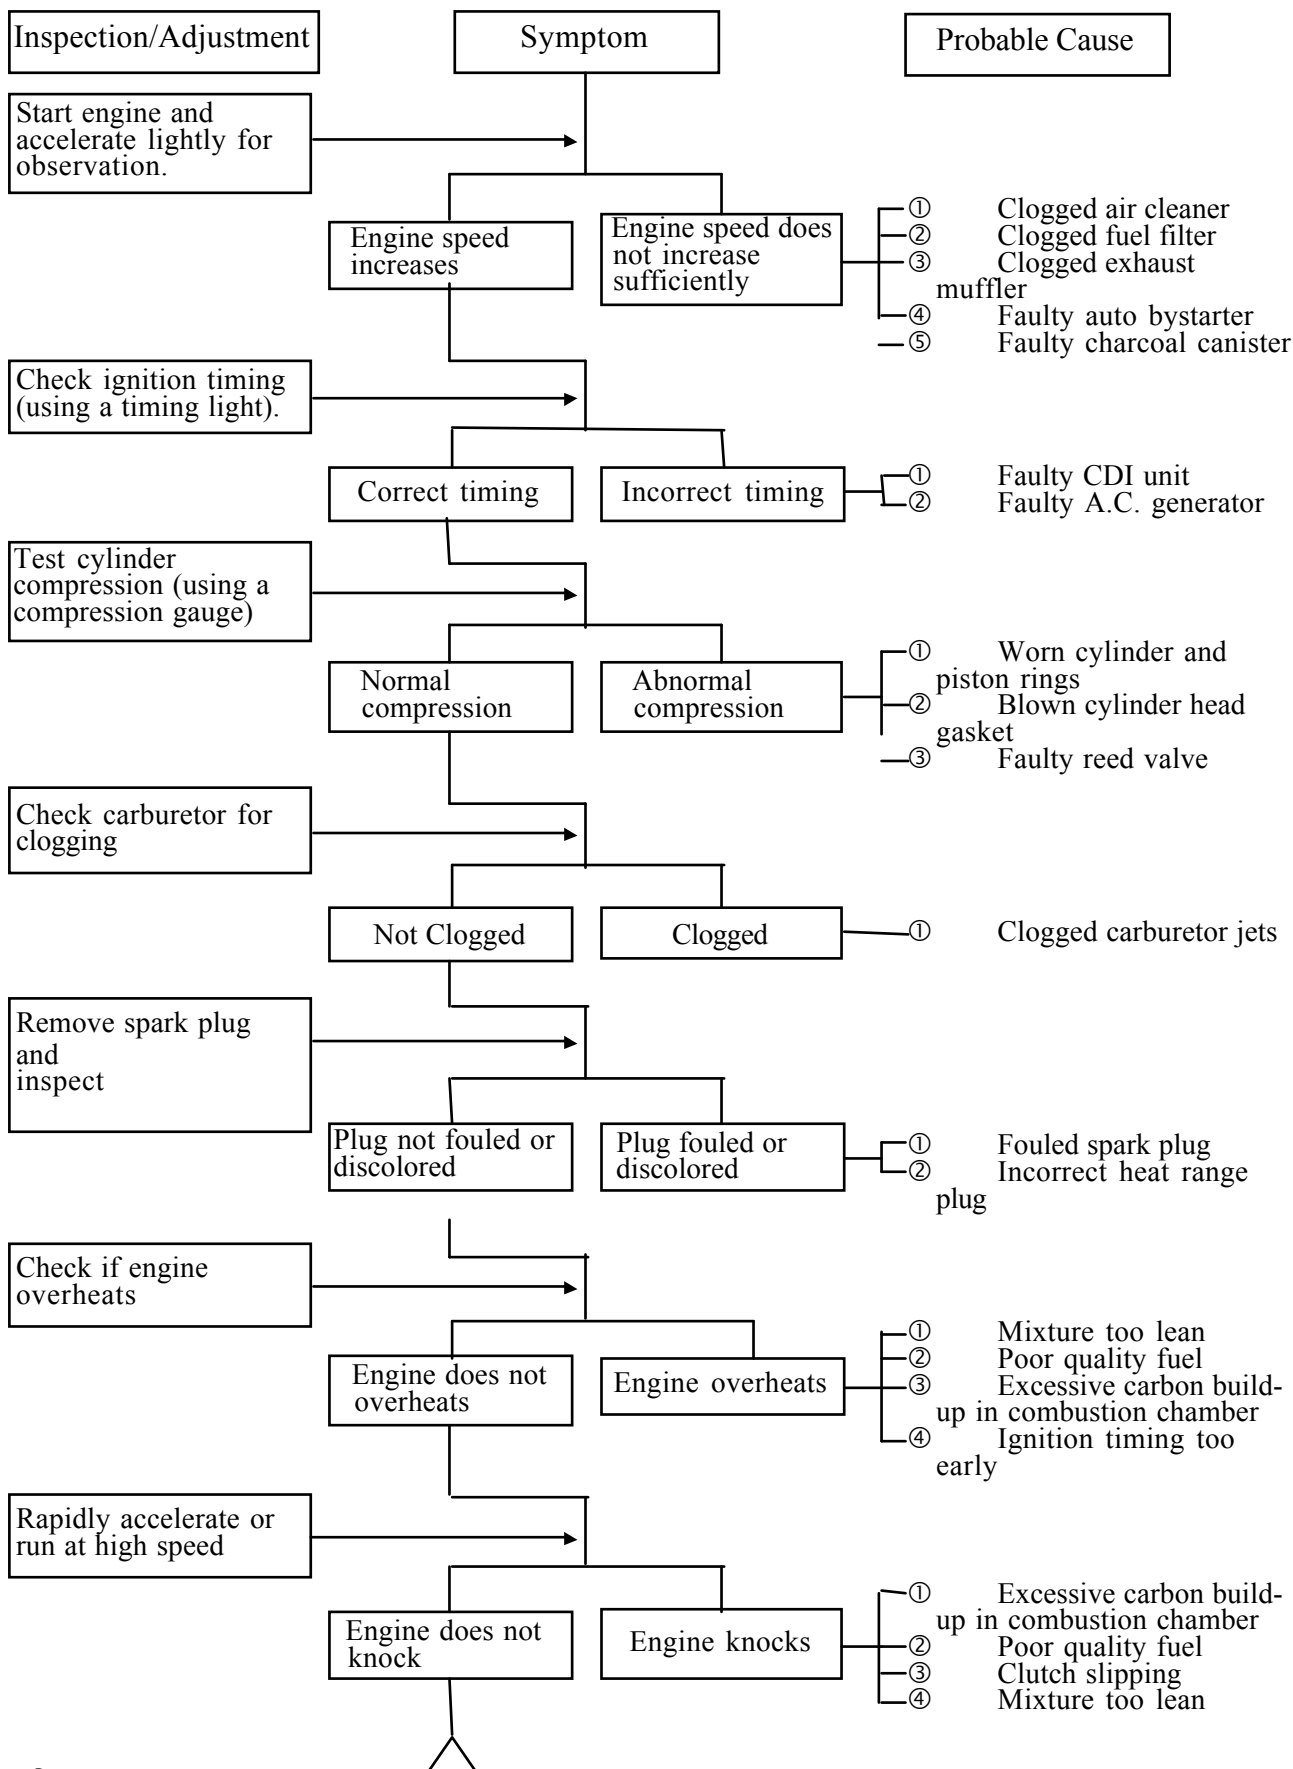 Inspection/Adjustment
Symptom
Probable Cause
Start engine and
accelerate lightly for
observation.
Engine speed
increases
Engine speed does
not increase
sufficiently
① Clogged air cleaner
② Clogged fuel filter
③ Clogged exhaust
muffler
④ Faulty auto bystarter
⑤ Faulty charcoal canister
Check ignition timing
(using a timing light).
Correct timing
Incorrect timing
① Faulty CDI unit
② Faulty A.C. generator
Test cylinder
compression (using a
compression gauge)
Normal
compression
Abnormal
compression
① Worn cylinder and
piston rings
② Blown cylinder head
gasket
③ Faulty reed valve
Check carburetor for
clogging
Not Clogged
Clogged
① Clogged carburetor jets
Remove spark plug
and
inspect
Plug not fouled or
discolored
Plug fouled or
discolored
① Fouled spark plug
② Incorrect heat range
plug
Check if engine
overheats
Engine does not
overheats
Engine overheats
① Mixture too lean
② Poor quality fuel
③ Excessive carbon build-
up in combustion chamber
④ Ignition timing too
early
Rapidly accelerate or
run at high speed
Engine does not
knock
Engine knocks
① Excessive carbon build-
up in combustion chamber
② Poor quality fuel
③ Clutch slipping
④ Mixture too lean